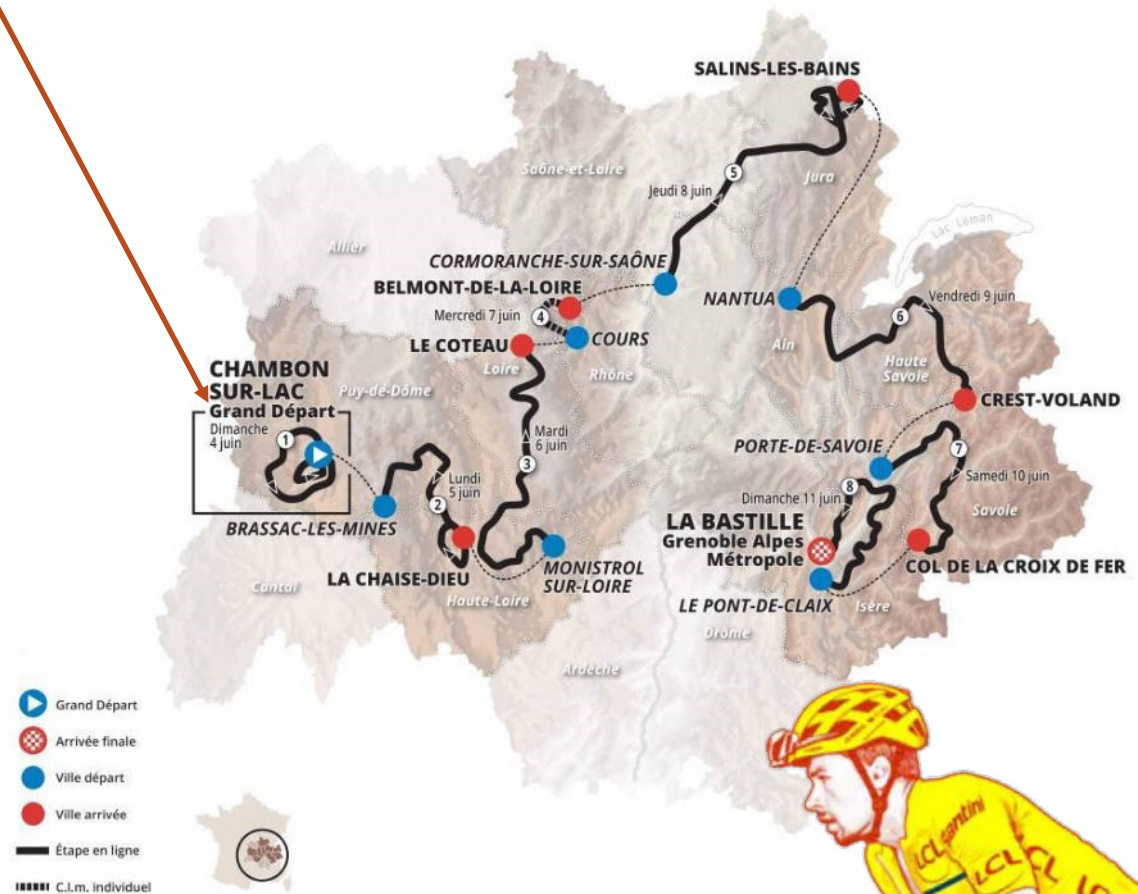 SALINS-LES-BAINS
Saône-et-Loire
5
Jura
Jeudi 8 juin
Lac Léman
Allier
CORMORANCHE-SUR-SAÔNE
BELMONT-DE-LA-LOIRE
NANTUA
Vendredi 9 juin
Mercredi 7 juin
4
6
COURS
LE COTEAU
Ain
Loire
Haute
Savoie
CHAMBON
SUR-LAC
Grand Départ
Puy-de-Dôme
Rhône
CREST-VOLAND
Dimanche
4 juin
1
Mardi
6 juin
PORTE-DE-SAVOIE
7
3
Lundi
5 juin
Samedi 10 juin
8
Dimanche 11 juin
2
Savoie
BRASSAC-LES-MINES
LA BASTILLE
Grenoble Alpes
Métropole
MONISTROL
SUR-LOIRE
COL DE LA CROIX DE FER
LA CHAISE-DIEU
Cantal
Haute-Loire
LE PONT-DE-CLAIX
Isère
Drôme
Ardèche
Grand Départ
Arrivée finale
Ville départ
Ville arrivée
Étape en ligne
C.l.m. individuel
LCL
santini
LCL
LCL
LCL